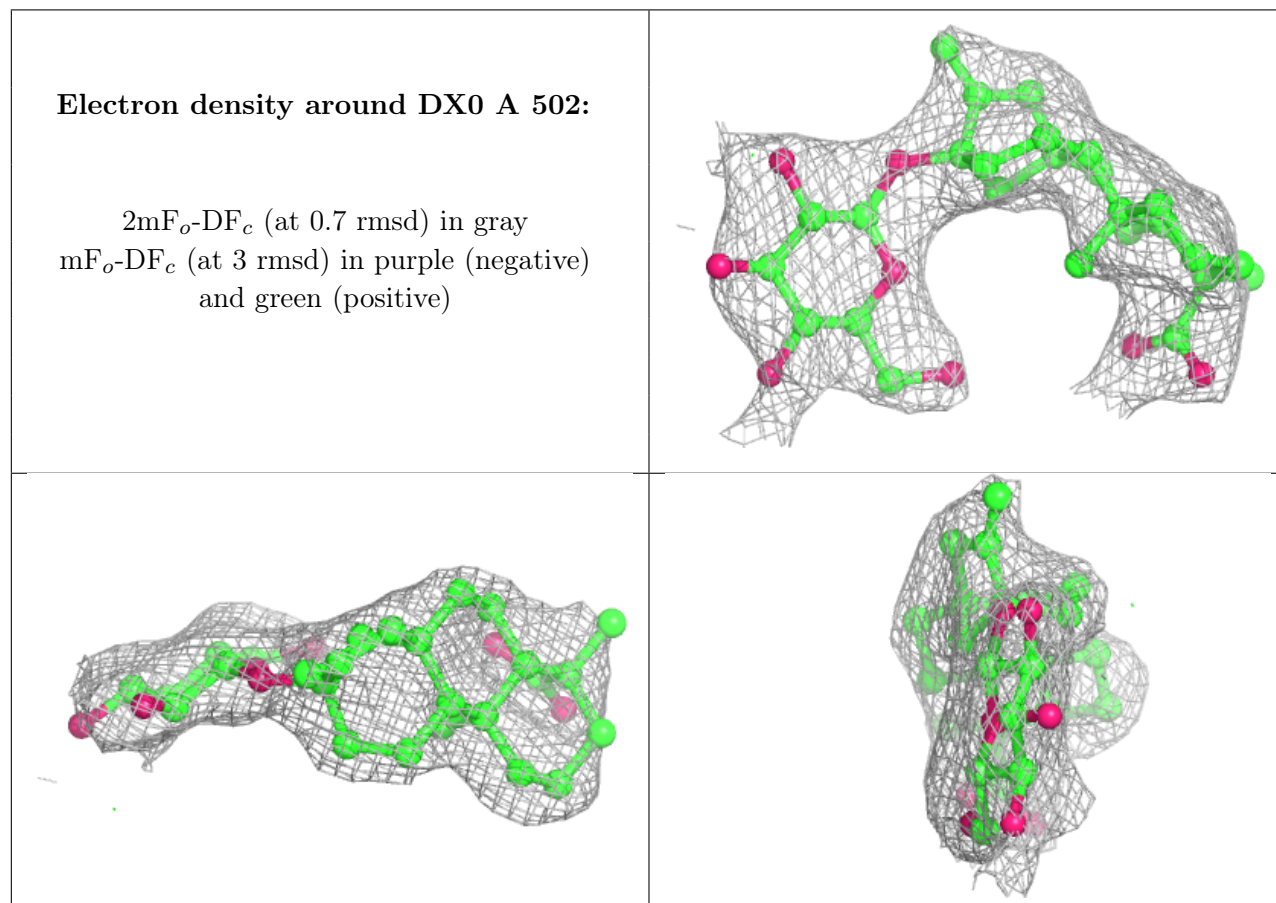 Electron density around DX0 A 502:
2mFo-DFc (at 0.7 rmsd) in gray
mFo-DFc (at 3 rmsd) in purple (negative)
and green (positive)